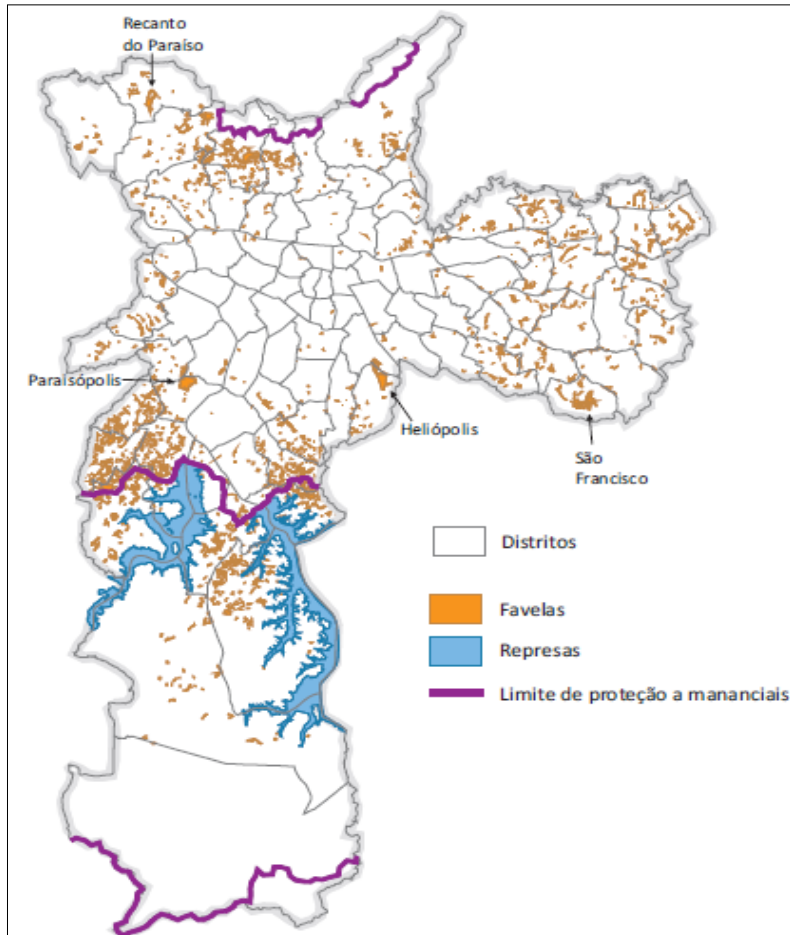 Recanto
do Paraíso
Paraisópolis
Heliópolis
São
Francisco
Distritos
Favelas
Represas
Limite de proteção a mananciais